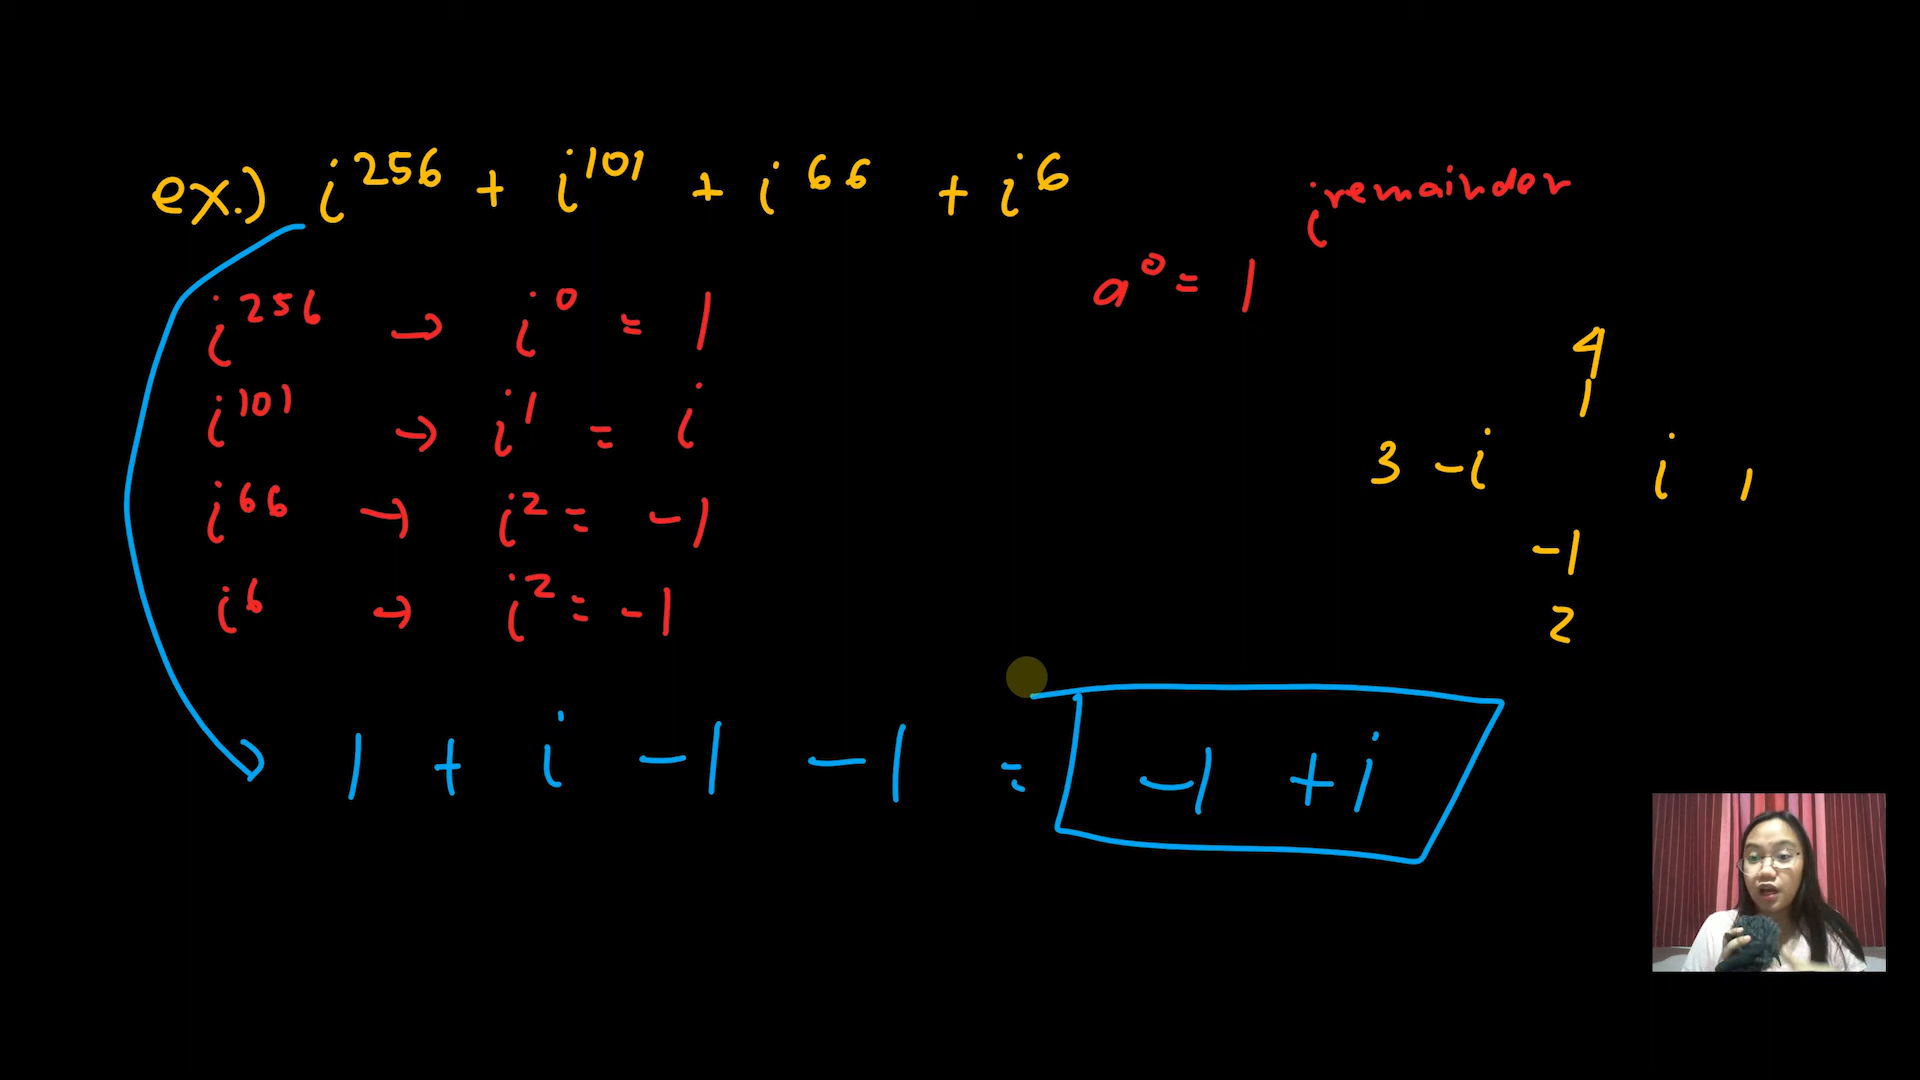 ex.) i^256 + i^101 + i^66 + i^6
i^remainder
a^0 = 1
i^256 → i^0 = 1
i^101 → i^1 = i
i^66 → i^2 = -1
i^6 → i^2 = -1
4
1
3 -i i 1
-1
2
1 + i -1 -1 = -1 +i